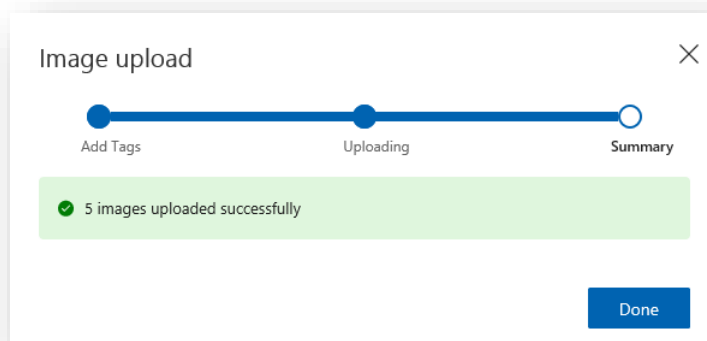 Image upload
Add Tags Uploading Summary
5 images uploaded successfully
Done